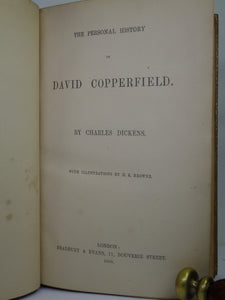 THE PERSONAL HISTORY
OF
DAVID COPPERFIELD.
BY CHARLES DICKENS.
WITH ILLUSTRATIONS BY H. K. BROWNE.
LONDON:
BRADBURY & EVANS, 11, BOUVERIE STREET.